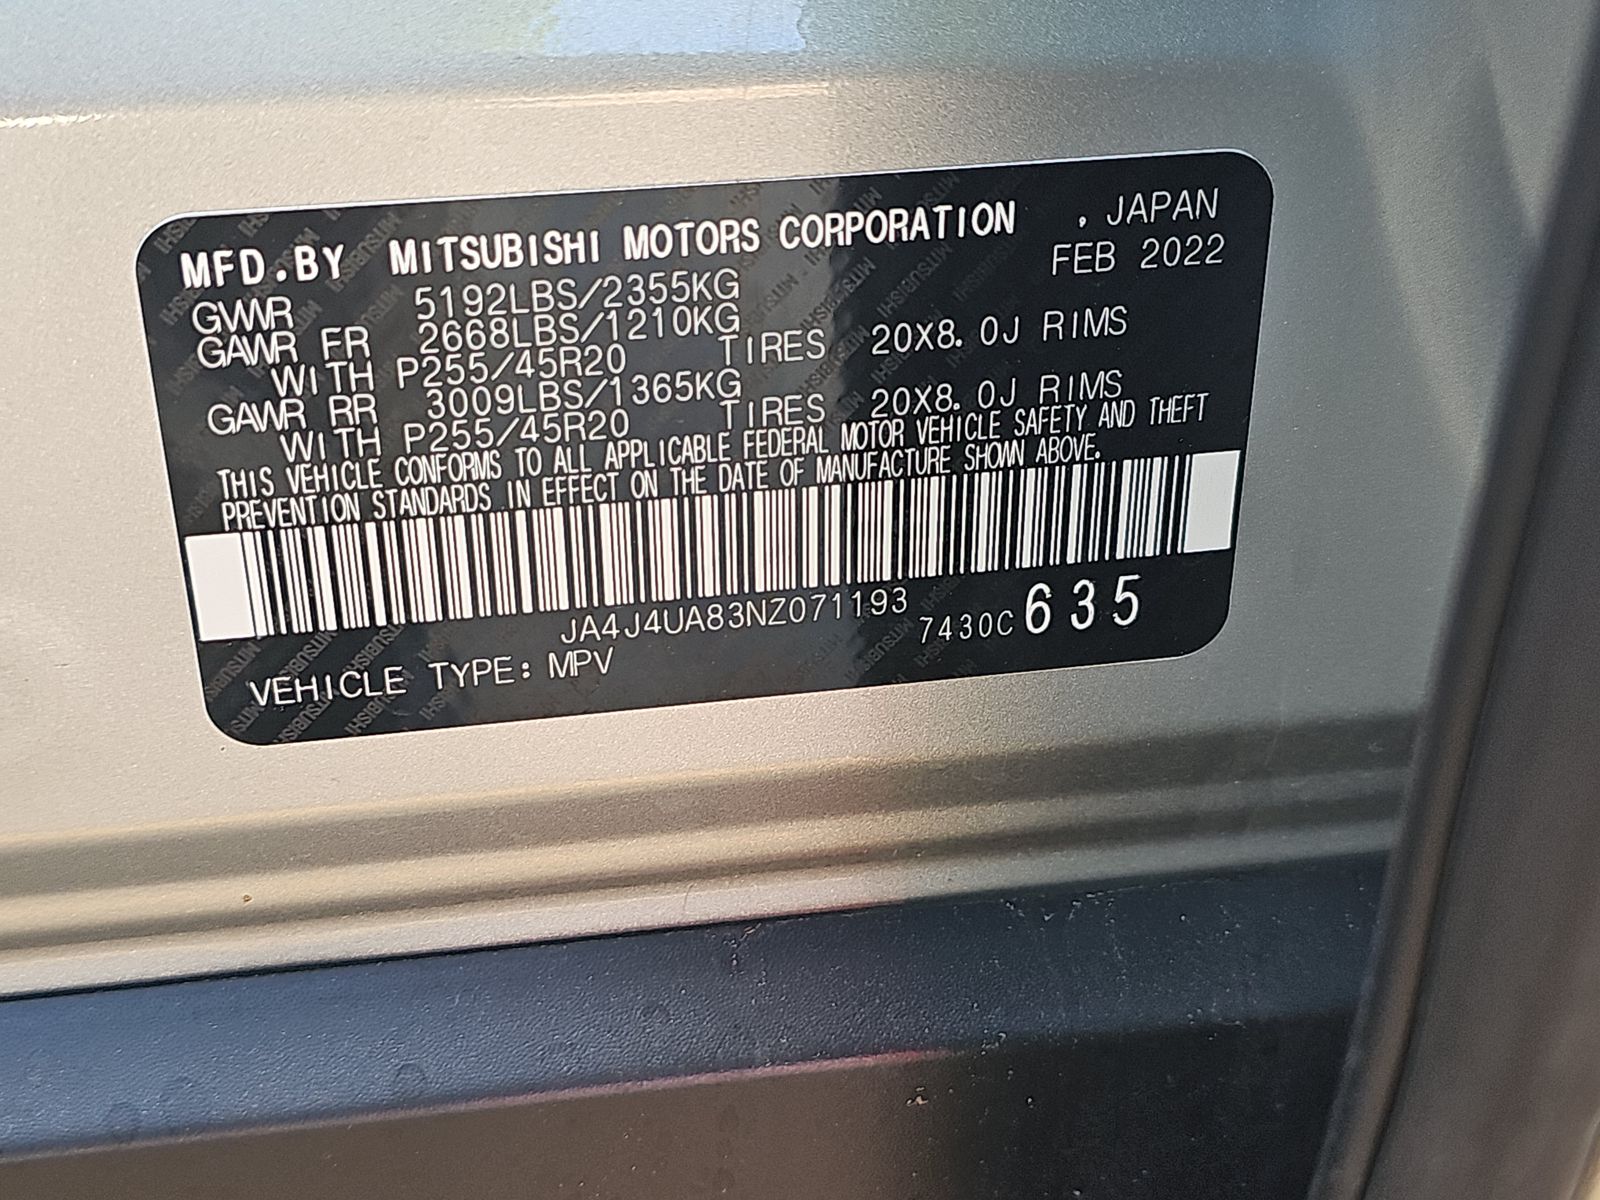 MFD.BY MITSUBISHI MOTORS CORPORATION , JAPAN
FEB 2022
GVWR 5192LBS/2355KG
GAWR FR 2668LBS/1210KG
WITH P255/45R20 TIRES 20X8.0J RIMS
GAWR RR 3009LBS/1365KG
WITH P255/45R20 TIRES 20X8.0J RIMS
THIS VEHICLE CONFORMS TO ALL APPLICABLE FEDERAL MOTOR VEHICLE SAFETY AND THEFT
PREVENTION STANDARDS IN EFFECT ON THE DATE OF MANUFACTURE SHOWN ABOVE.
JA4J4UA83NZ071193
7430C 635
VEHICLE TYPE: MPV